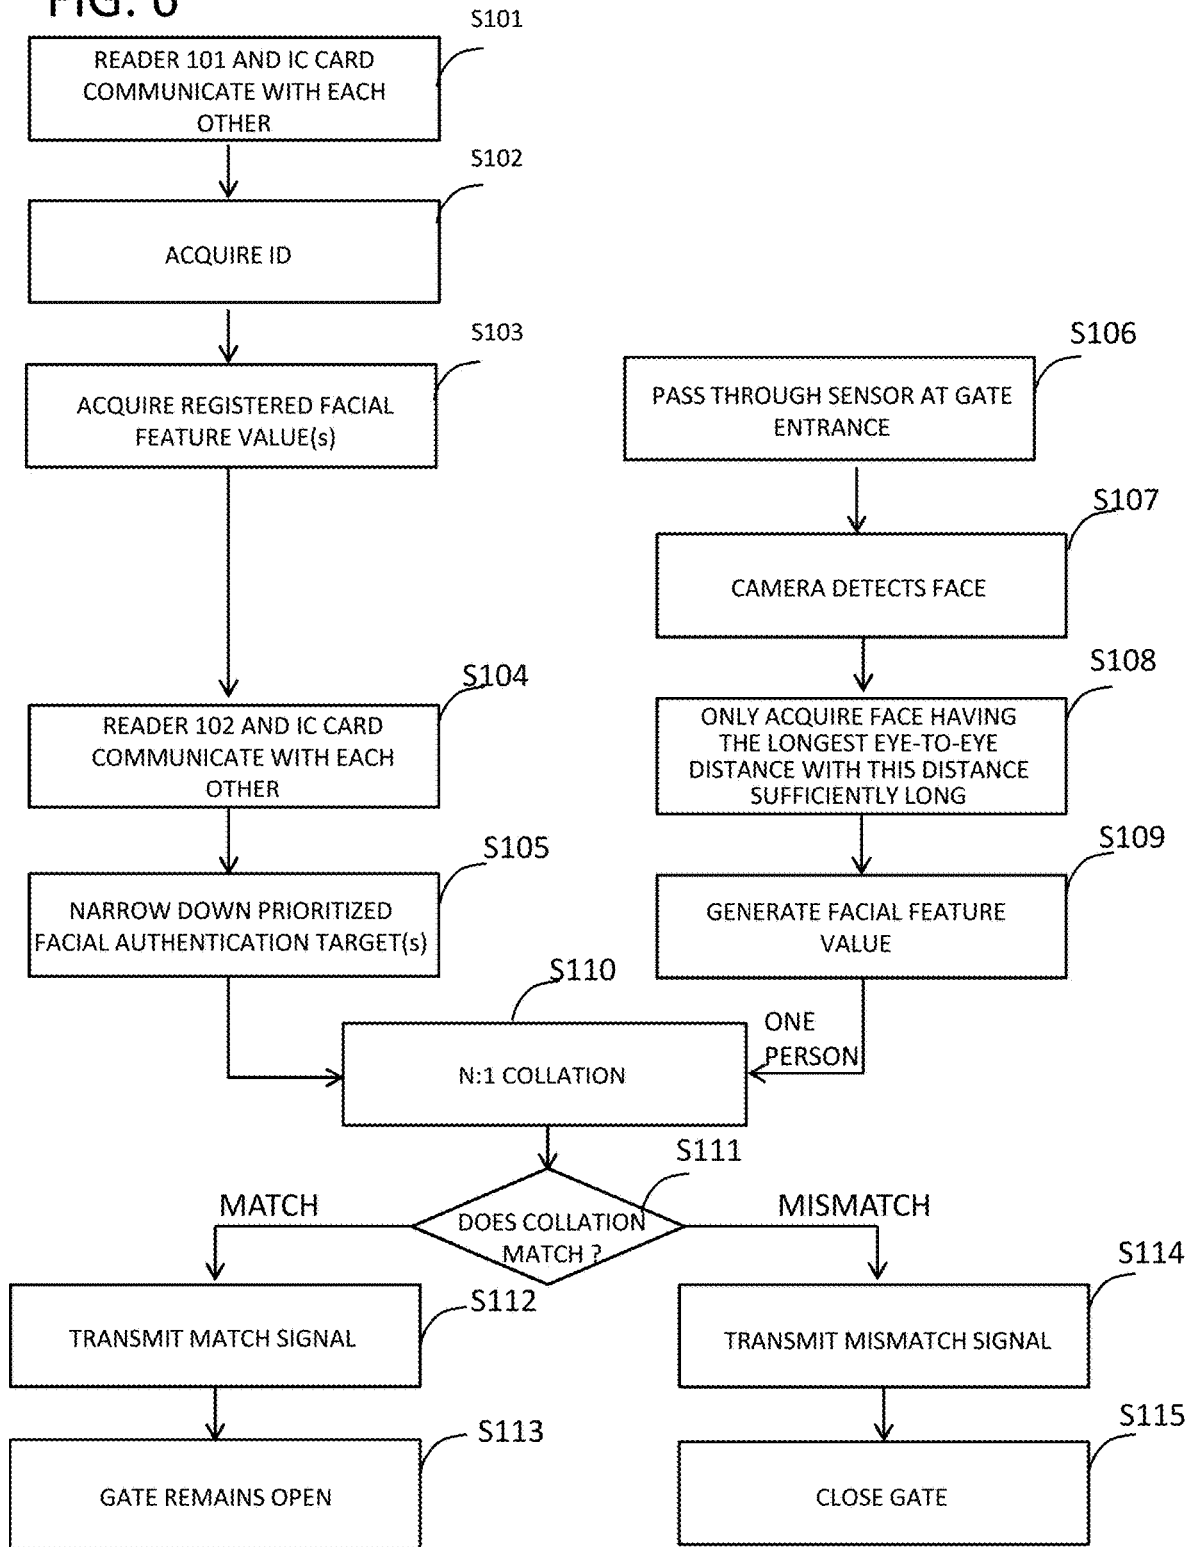 FIG. 6
S101
READER 101 AND IC CARD
COMMUNICATE WITH EACH
OTHER
S102
ACQUIRE ID
S103
ACQUIRE REGISTERED FACIAL
FEATURE VALUE(s)
S104
READER 102 AND IC CARD
COMMUNICATE WITH EACH
OTHER
S105
NARROW DOWN PRIORITIZED
FACIAL AUTHENTICATION TARGET(s)
S106
PASS THROUGH SENSOR AT GATE
ENTRANCE
S107
CAMERA DETECTS FACE
S108
ONLY ACQUIRE FACE HAVING
THE LONGEST EYE-TO-EYE
DISTANCE WITH THIS DISTANCE
SUFFICIENTLY LONG
S109
GENERATE FACIAL FEATURE
VALUE
ONE
PERSON
S110
N:1 COLLATION
S111
DOES COLLATION
MATCH ?
MATCH
MISMATCH
S112
TRANSMIT MATCH SIGNAL
S113
GATE REMAINS OPEN
S114
TRANSMIT MISMATCH SIGNAL
S115
CLOSE GATE